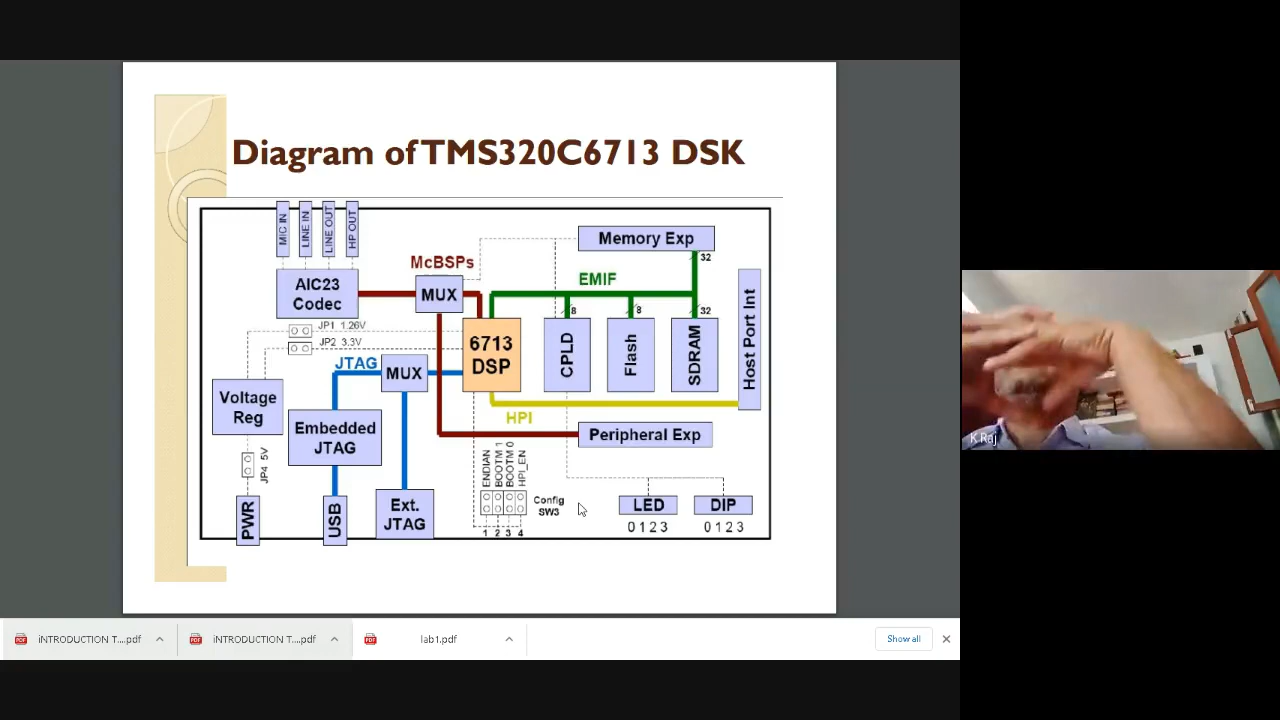 Diagram of TMS320C6713 DSK
MIC IN
LINE IN
LINE OUT
HP OUT
Memory Exp
32
McBSPs
EMIF
AIC23
Codec
MUX
8
8
32
JP1 1.26V
JP2 3.3V
6713
DSP
CPLD
Flash
SDRAM
Host Port Int
JTAG
MUX
Voltage
Reg
HPI
Embedded
JTAG
Peripheral Exp
JP4 5V
ENDIAN
BOOTM 1
BOOTM 0
HPI_EN
Config
SW3
1 2 3 4
PWR
USB
Ext.
JTAG
LED
0 1 2 3
DIP
0 1 2 3
K Raj
iNTRODUCTION T....pdf
iNTRODUCTION T....pdf
lab1.pdf
Show all